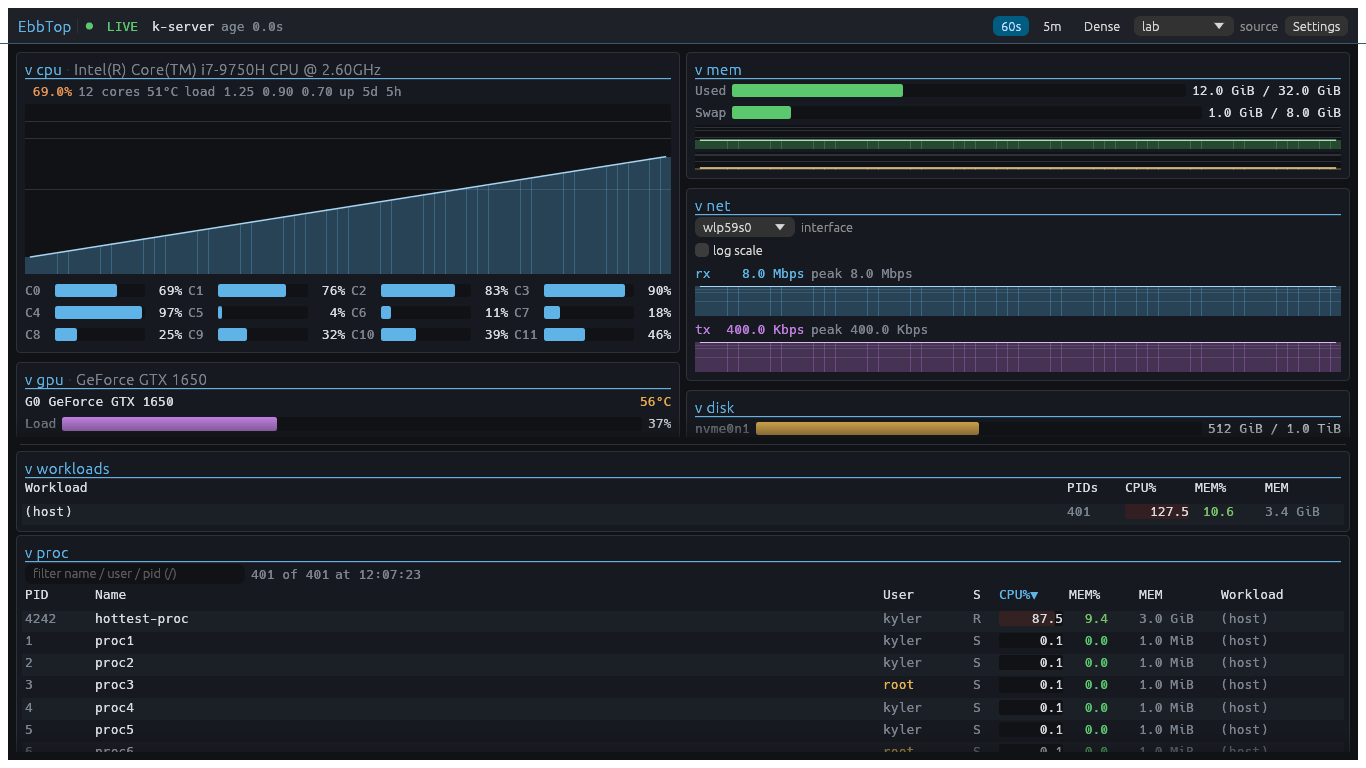 EbbTop LIVE k-server age 0.0s 60s 5m Dense lab source Settings
v cpu · Intel(R) Core(TM) i7-9750H CPU @ 2.60GHz
69.0% 12 cores 51°C load 1.25 0.90 0.70 up 5d 5h
C0 69% C1 76% C2 83% C3 90%
C4 97% C5 4% C6 11% C7 18%
C8 25% C9 32% C10 39% C11 46%
v gpu · GeForce GTX 1650
G0 GeForce GTX 1650 56°C
Load 37%
v mem
Used 12.0 GiB / 32.0 GiB
Swap 1.0 GiB / 8.0 GiB
v net
wlp59s0 interface
log scale
rx 8.0 Mbps peak 8.0 Mbps
tx 400.0 Kbps peak 400.0 Kbps
v disk
nvme0n1 512 GiB / 1.0 TiB
v workloads
Workload PIDs CPU% MEM% MEM
(host) 401 127.5 10.6 3.4 GiB
v proc
filter name / user / pid (/) 401 of 401 at 12:07:23
PID Name User S CPU%▼ MEM% MEM Workload
4242 hottest-proc kyler R 87.5 9.4 3.0 GiB (host)
1 proc1 kyler S 0.1 0.0 1.0 MiB (host)
2 proc2 kyler S 0.1 0.0 1.0 MiB (host)
3 proc3 root S 0.1 0.0 1.0 MiB (host)
4 proc4 kyler S 0.1 0.0 1.0 MiB (host)
5 proc5 kyler S 0.1 0.0 1.0 MiB (host)
6 proc6 root S 0.1 0.0 1.0 MiB (host)